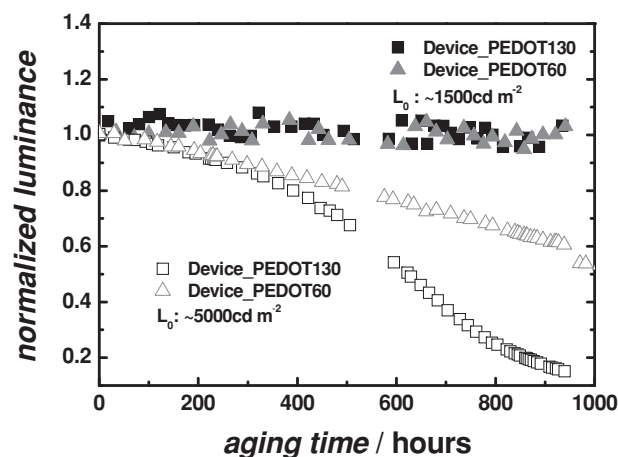 1.4
1.2
1.0
0.8
0.6
0.4
0.2
normalized luminance
Device_PEDOT130
Device_PEDOT60
L0 : ~1500cd m-2
Device_PEDOT130
Device_PEDOT60
L0 : ~5000cd m-2
0 200 400 600 800 1000
aging time / hours